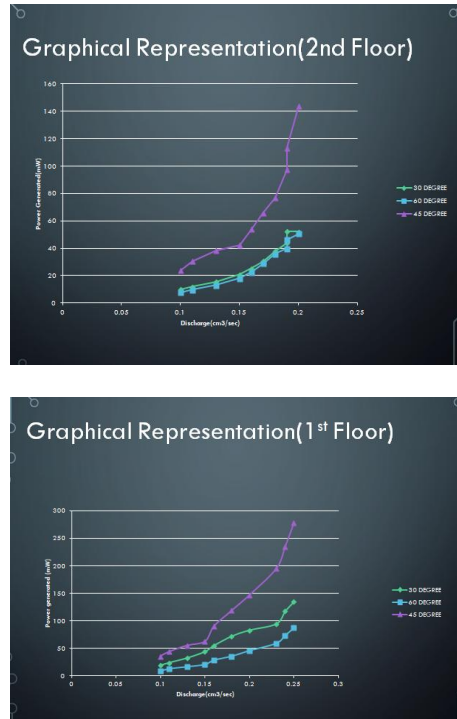 Graphical Representation(2nd Floor)
160
140
120
100
80
60
40
20
0
Power Generated(mW)
0 0.05 0.1 0.15 0.2 0.25
Discharge(cm3/sec)
30 DEGREE
60 DEGREE
45 DEGREE
Graphical Representation(1st Floor)
300
250
200
150
100
50
0
Power generated (mW)
0 0.05 0.1 0.15 0.2 0.25 0.3
Discharge(cm3/sec)
30 DEGREE
60 DEGREE
45 DEGREE